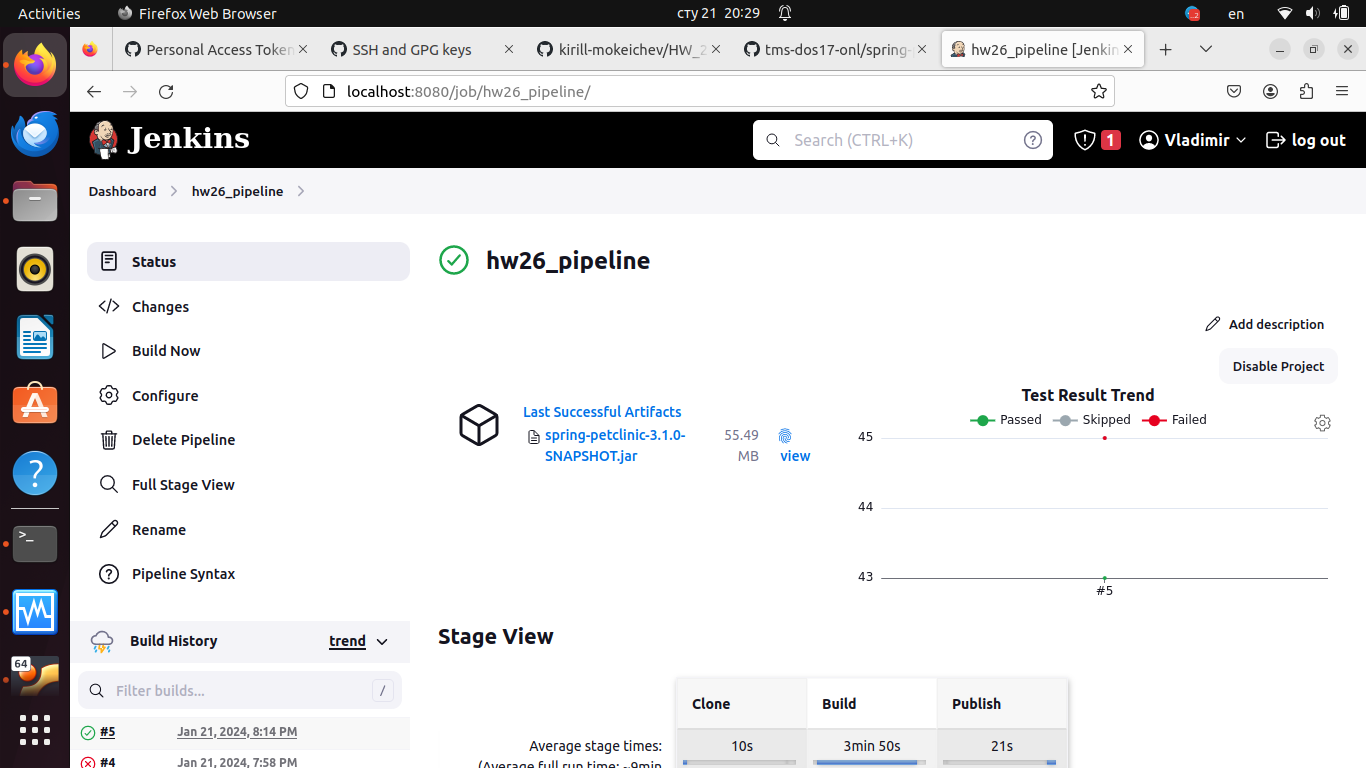 Activities Firefox Web Browser сту 21 20:29 en
Personal Access Token SSH and GPG keys kirill-mokeichev/HW_2 tms-dos17-onl/spring- hw26_pipeline [Jenkin
localhost:8080/job/hw26_pipeline/
Jenkins Search (CTRL+K) 1 Vladimir log out
Dashboard hw26_pipeline
Status
Changes
Build Now
Configure
Delete Pipeline
Full Stage View
Rename
Pipeline Syntax
hw26_pipeline
Add description
Disable Project
Last Successful Artifacts
spring-petclinic-3.1.0- 55.49
SNAPSHOT.jar MB view
Test Result Trend
Passed Skipped Failed
45
44
43
#5
Build History trend
Filter builds... /
#5 Jan 21, 2024, 8:14 PM
#4 Jan 21, 2024, 7:58 PM
Stage View
Clone Build Publish
Average stage times: 10s 3min 50s 21s
(Average full run time: ~9min
64